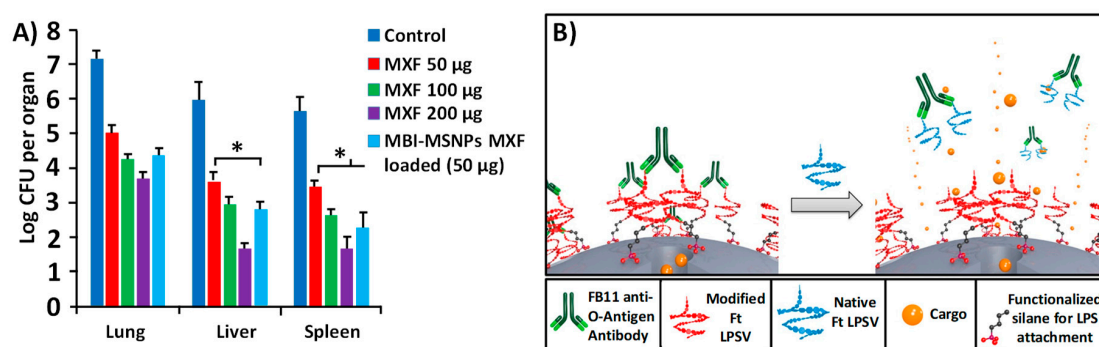 A)
Log CFU per organ
8
7
6
5
4
3
2
1
0
Lung
Liver
Spleen
*
*
Control
MXF 50 µg
MXF 100 µg
MXF 200 µg
MBI-MSNPs MXF
loaded (50 µg)
B)
FB11 anti-
O-Antigen
Antibody
Modified
Ft
LPSV
Native
Ft LPSV
Cargo
Functionalized
silane for LPS
attachment